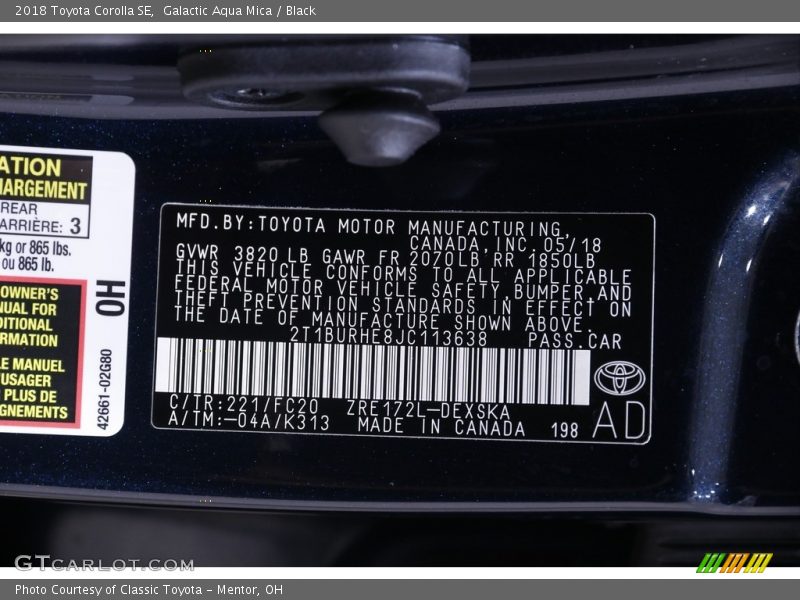 2018 Toyota Corolla SE,  Galactic Aqua Mica / Black
ATION
HARGEMENT
REAR
ARRIÈRE: 3
kg or 865 lbs.
ou 865 lb.
OWNER'S
NUAL FOR
DITIONAL
RMATION
LE MANUEL
USAGER
PLUS DE
GNEMENTS
OH
42661-02G80
MFD.BY:TOYOTA MOTOR MANUFACTURING,
CANADA,INC.05/18
GVWR 3820 LB GAWR FR 2070LB RR 1850LB
THIS VEHICLE CONFORMS TO ALL APPLICABLE
FEDERAL MOTOR VEHICLE SAFETY,BUMPER,AND
THEFT PREVENTION STANDARDS IN EFFECT ON
THE DATE OF MANUFACTURE SHOWN ABOVE.
2T1BURHE8JC113638 PASS.CAR
C/TR:221/FC20 ZRE172L-DEXSKA
A/TM:-04A/K313 MADE IN CANADA 198 AD
GTCARLOT.COM
Photo Courtesy of Classic Toyota - Mentor, OH